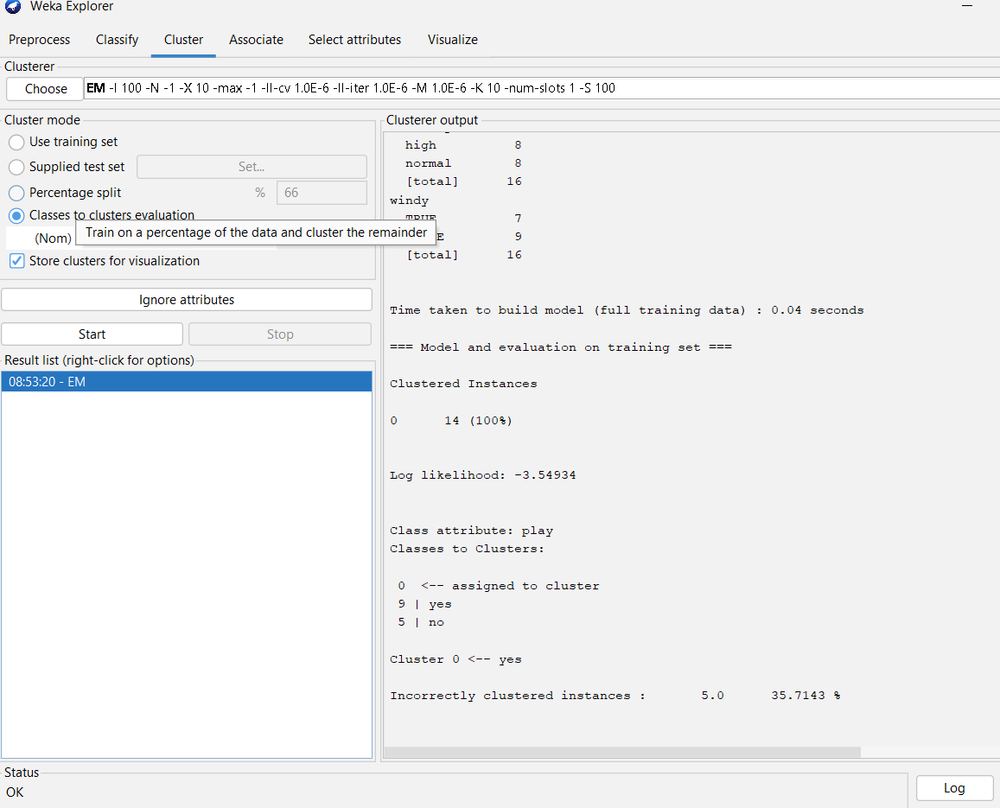 Weka Explorer
Preprocess Classify Cluster Associate Select attributes Visualize
Clusterer
Choose EM -I 100 -N -1 -X 10 -max -1 -ll-cv 1.0E-6 -ll-iter 1.0E-6 -M 1.0E-6 -K 10 -num-slots 1 -S 100
Cluster mode
Use training set
Supplied test set Set...
Percentage split % 66
Classes to clusters evaluation
(Nom)
Train on a percentage of the data and cluster the remainder
Store clusters for visualization
Ignore attributes
Start Stop
Result list (right-click for options)
08:53:20 - EM
Clusterer output
high 8
normal 8
[total] 16
windy
TRUE 7
E 9
[total] 16
Time taken to build model (full training data) : 0.04 seconds
=== Model and evaluation on training set ===
Clustered Instances
0 14 (100%)
Log likelihood: -3.54934
Class attribute: play
Classes to Clusters:
0 <-- assigned to cluster
9 | yes
5 | no
Cluster 0 <-- yes
Incorrectly clustered instances : 5.0 35.7143 %
Status
OK
Log